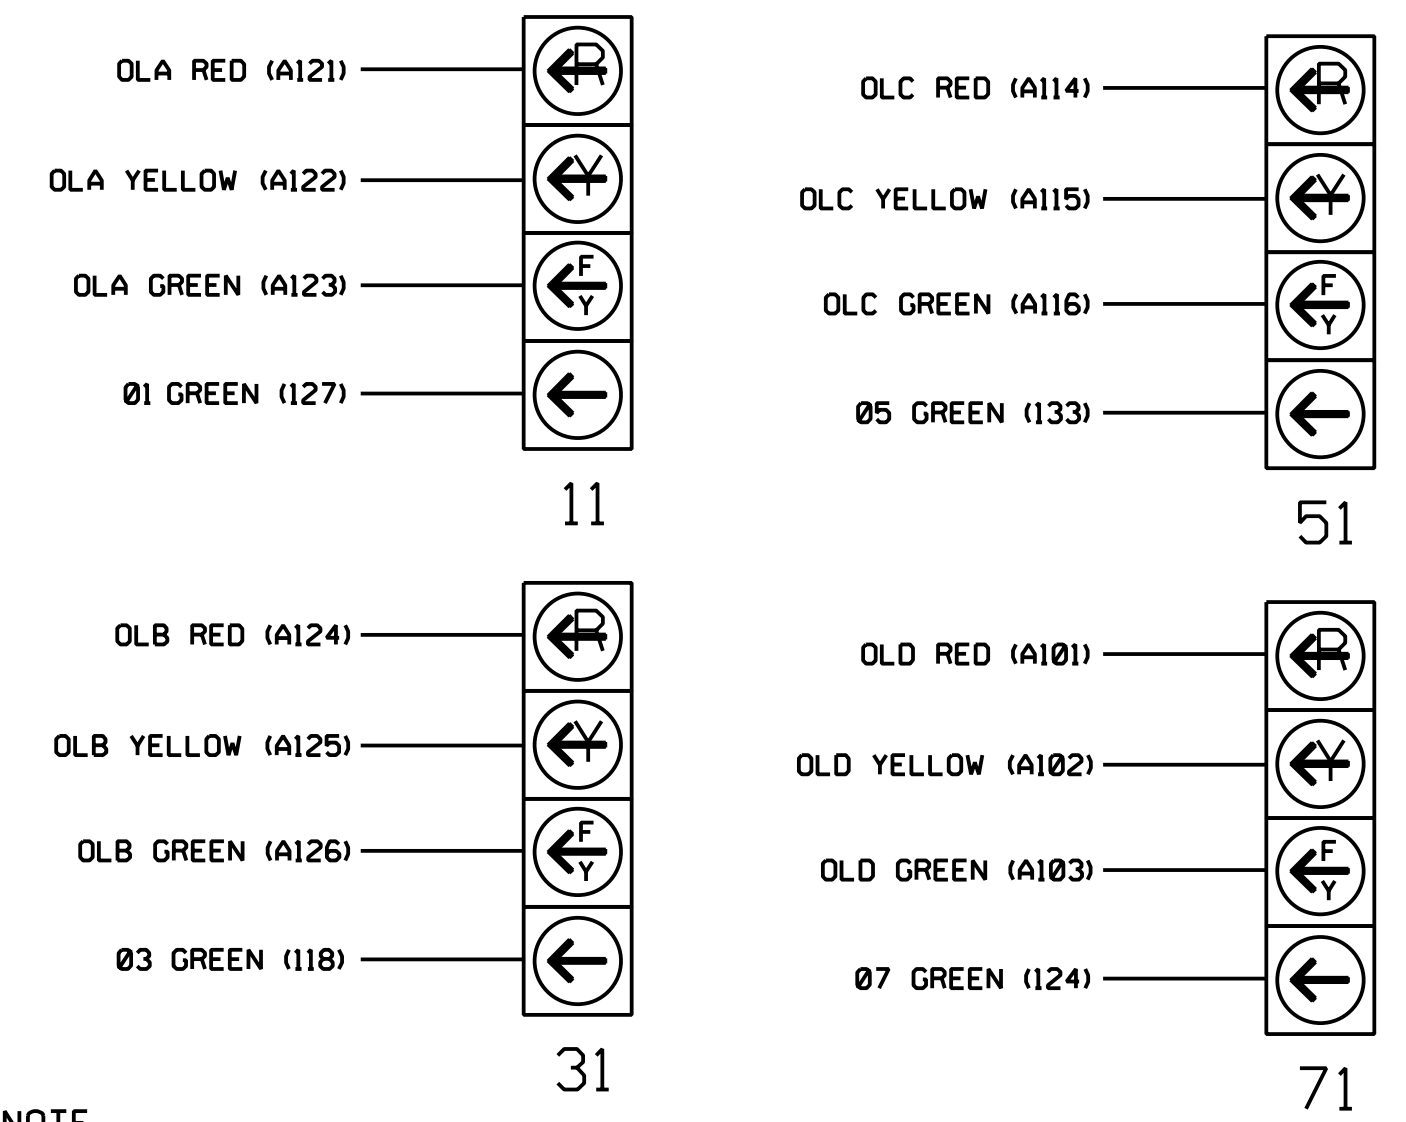 OLA RED (A121)
R
OLA YELLOW (A122)
Y
OLA GREEN (A123)
F
Y
01 GREEN (127)
11
OLC RED (A114)
R
OLC YELLOW (A115)
Y
OLC GREEN (A116)
F
Y
05 GREEN (133)
51
OLB RED (A124)
R
OLB YELLOW (A125)
Y
OLB GREEN (A126)
F
Y
03 GREEN (118)
31
OLD RED (A101)
R
OLD YELLOW (A102)
Y
OLD GREEN (A103)
F
Y
07 GREEN (124)
71
NOTE